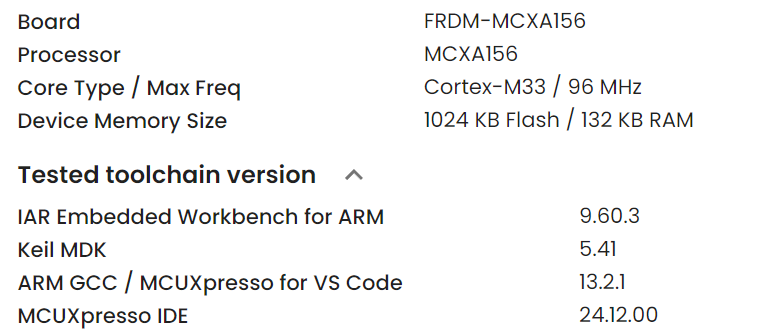 Board FRDM-MCXA156
Processor MCXA156
Core Type / Max Freq Cortex-M33 / 96 MHz
Device Memory Size 1024 KB Flash / 132 KB RAM
Tested toolchain version
IAR Embedded Workbench for ARM 9.60.3
Keil MDK 5.41
ARM GCC / MCUXpresso for VS Code 13.2.1
MCUXpresso IDE 24.12.00